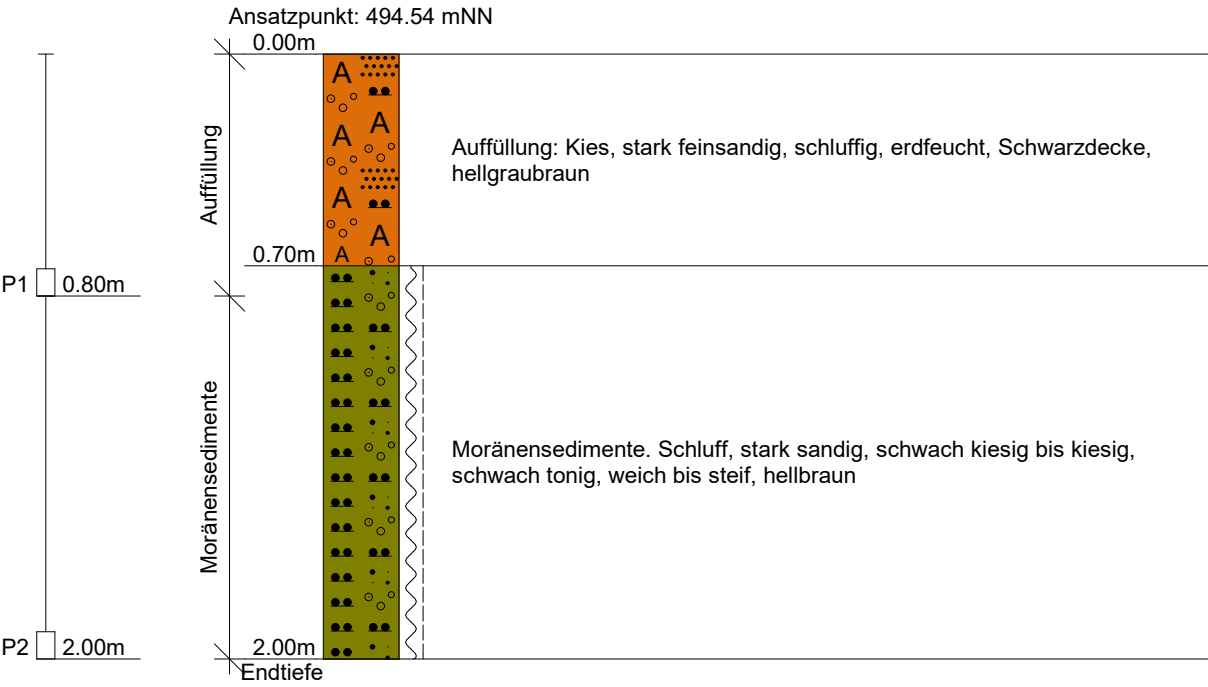 Ansatzpunkt: 494.54 mNN
0.00m
A
A
A
A
A
A
A
Auffüllung
Auffüllung: Kies, stark feinsandig, schluffig, erdfeucht, Schwarzdecke,
hellgraubraun
0.70m
P1 0.80m
Moränensedimente
Moränensedimente. Schluff, stark sandig, schwach kiesig bis kiesig,
schwach tonig, weich bis steif, hellbraun
P2 2.00m
2.00m
Endtiefe